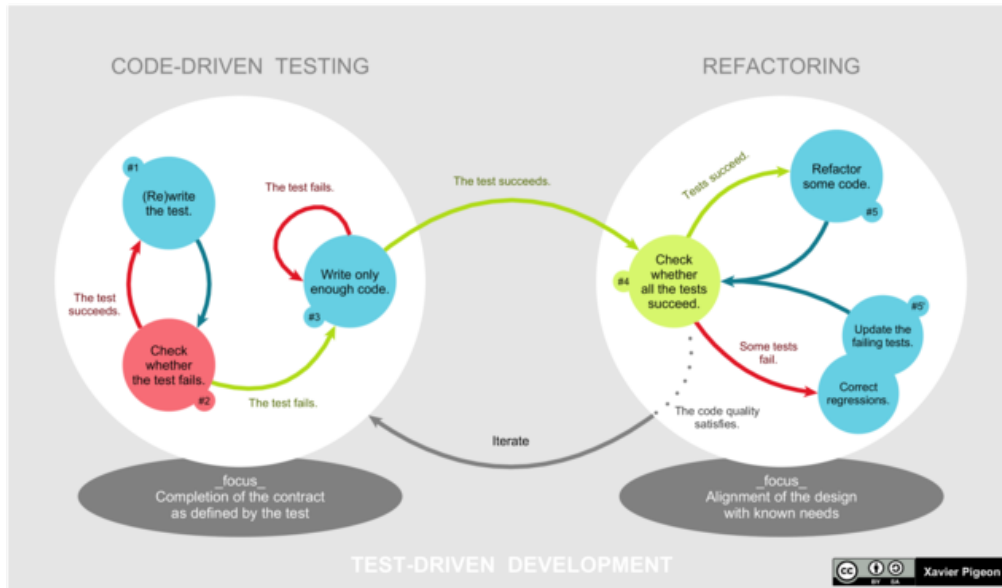 CODE-DRIVEN TESTING
#1
(Re)write
the test.
The test
succeeds.
Check
whether
the test fails.
#2
The test fails.
The test fails.
Write only
enough code.
#3
The test succeeds.
REFACTORING
Tests succeed.
Refactor
some code.
#5
Check
whether
all the tests
succeed.
#4
#5'
Update the
failing tests.
Some tests
fail.
Correct
regressions.
The code quality
satisfies.
Iterate
_focus_
Completion of the contract
as defined by the test
_focus_
Alignment of the design
with known needs
TEST-DRIVEN DEVELOPMENT
cc
BY SA
Xavier Pigeon